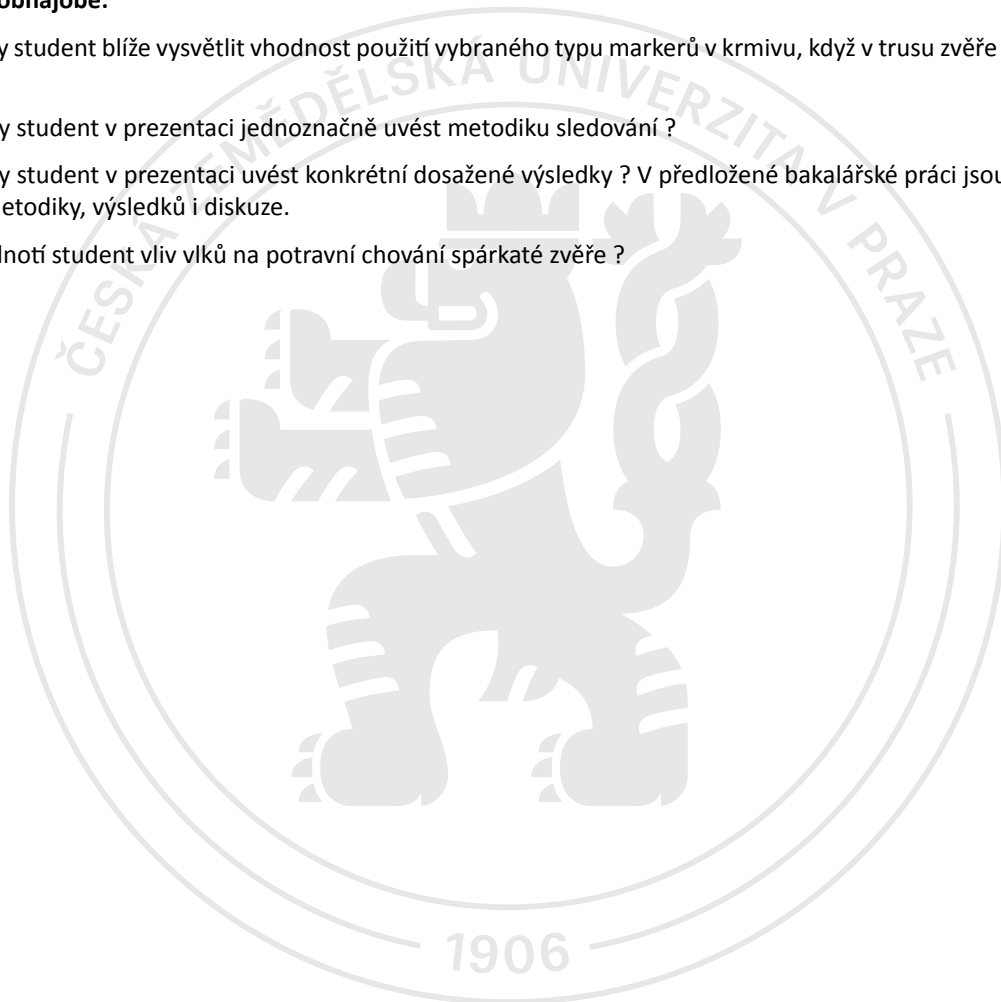 obhajobě:
y student blíže vysvětlit vhodnost použití vybraného typu markerů v krmivu, když v trusu zvěře
y student v prezentaci jednoznačně uvést metodiku sledování ?
y student v prezentaci uvést konkrétní dosažené výsledky ? V předložené bakalářské práci jsou
etodiky, výsledků i diskuze.
dnotí student vliv vlků na potravní chování spárkaté zvěře ?
ČESKÁ ZEMĚDĚLSKÁ UNIVERZITA V PRAZE
1906